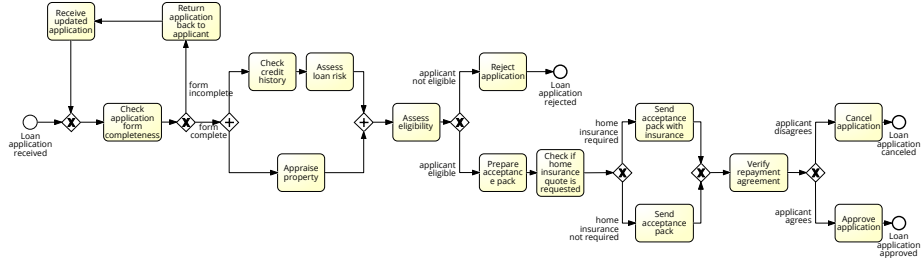 Receive
updated
application
Return
application
back to
applicant
Loan
application
received
Check
application
form
completeness
form
incomplete
form
complete
Check
credit
history
Assess
loan risk
Appraise
property
Assess
eligibility
applicant
not eligible
Reject
application
Loan
application
rejected
applicant
eligible
Prepare
acceptanc
e pack
Check if
home
insurance
quote is
requested
home
insurance
required
Send
acceptance
pack with
insurance
home
insurance
not required
Send
acceptance
pack
Verify
repayment
agreement
applicant
disagrees
Cancel
application
Loan
application
canceled
applicant
agrees
Approve
application
Loan
application
approved